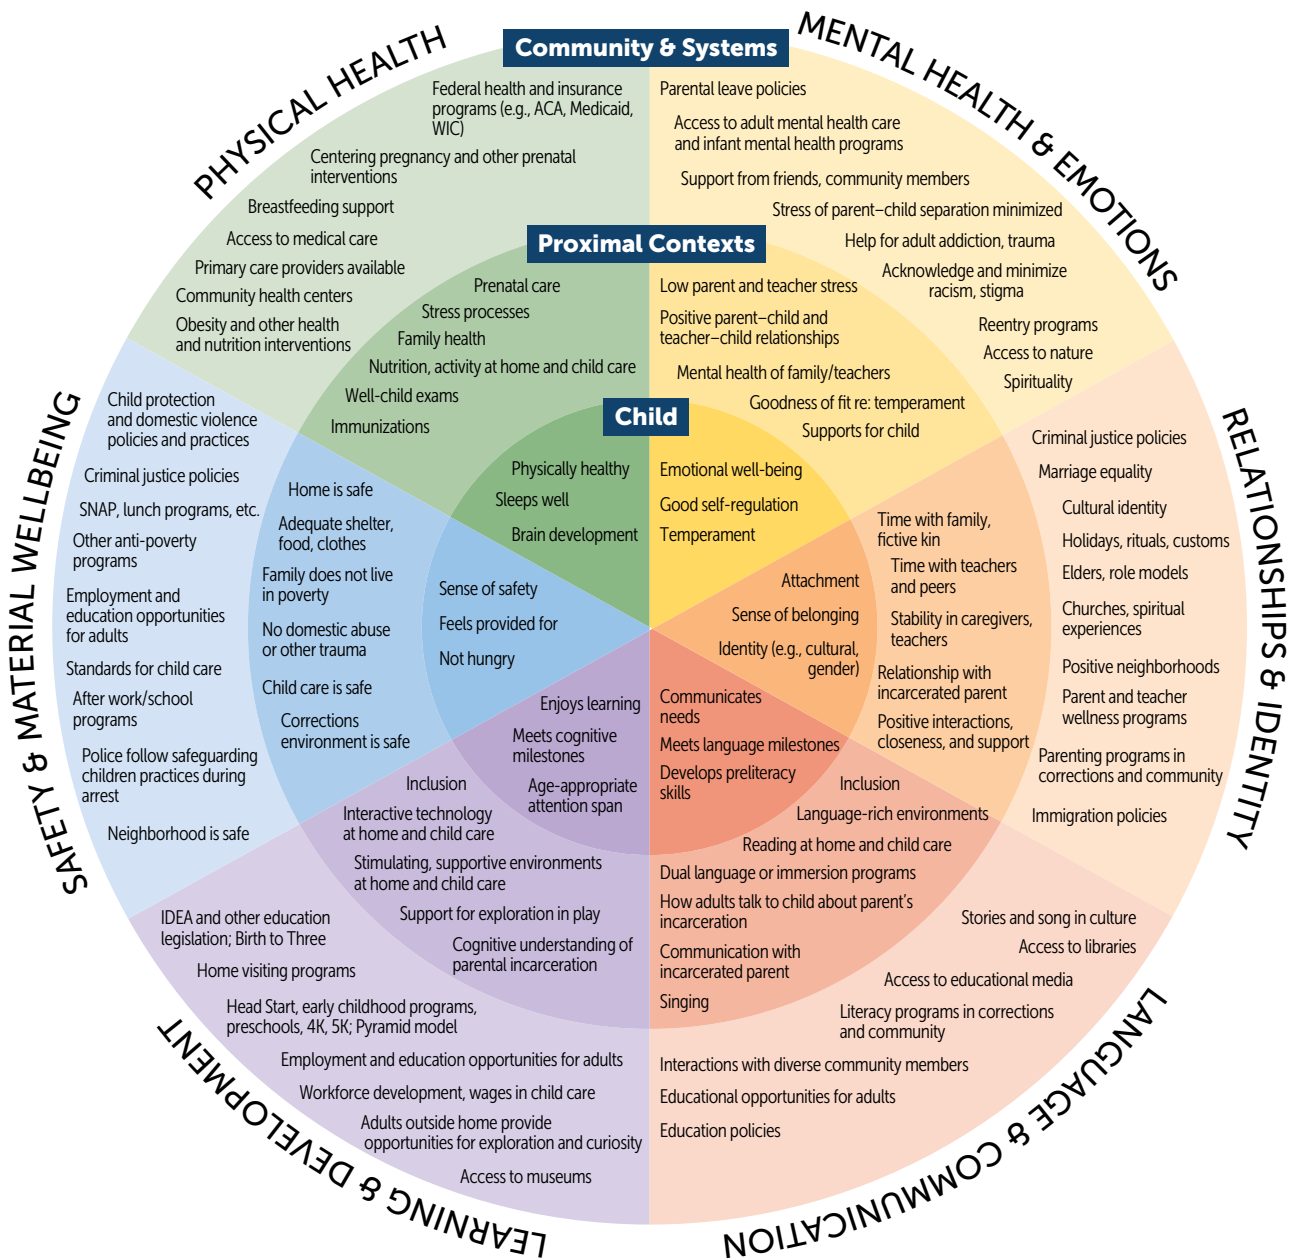 PHYSICAL HEALTH
MENTAL HEALTH & EMOTIONS
RELATIONSHIPS & IDENTITY
LANGUAGE & COMMUNICATION
LEARNING & DEVELOPMENT
SAFETY & MATERIAL WELLBEING
Community & Systems
Federal health and insurance
programs (e.g., ACA, Medicaid,
WIC)
Centering pregnancy and other prenatal
interventions
Breastfeeding support
Access to medical care
Primary care providers available
Community health centers
Obesity and other health
and nutrition interventions
Parental leave policies
Access to adult mental health care
and infant mental health programs
Support from friends, community members
Stress of parent–child separation minimized
Help for adult addiction, trauma
Acknowledge and minimize
racism, stigma
Reentry programs
Access to nature
Spirituality
Proximal Contexts
Prenatal care
Stress processes
Family health
Nutrition, activity at home and child care
Well-child exams
Immunizations
Low parent and teacher stress
Positive parent–child and
teacher–child relationships
Mental health of family/teachers
Goodness of fit re: temperament
Supports for child
Child
Physically healthy
Sleeps well
Brain development
Emotional well-being
Good self-regulation
Temperament
Child protection
and domestic violence
policies and practices
Criminal justice policies
SNAP, lunch programs, etc.
Other anti-poverty
programs
Employment and
education opportunities
for adults
Standards for child care
After work/school
programs
Police follow safeguarding
children practices during
arrest
Neighborhood is safe
Home is safe
Adequate shelter,
food, clothes
Family does not live
in poverty
No domestic abuse
or other trauma
Child care is safe
Corrections
environment is safe
Sense of safety
Feels provided for
Not hungry
Attachment
Sense of belonging
Identity (e.g., cultural,
gender)
Time with family,
fictive kin
Time with teachers
and peers
Stability in caregivers,
teachers
Relationship with
incarcerated parent
Positive interactions,
closeness, and support
Criminal justice policies
Marriage equality
Cultural identity
Holidays, rituals, customs
Elders, role models
Churches, spiritual
experiences
Positive neighborhoods
Parent and teacher
wellness programs
Parenting programs in
corrections and community
Immigration policies
Enjoys learning
Meets cognitive
milestones
Age-appropriate
attention span
Communicates
needs
Meets language milestones
Develops preliteracy
skills
Inclusion
Interactive technology
at home and child care
Stimulating, supportive environments
at home and child care
Support for exploration in play
Cognitive understanding of
parental incarceration
Inclusion
Language-rich environments
Reading at home and child care
Dual language or immersion programs
How adults talk to child about parent's
incarceration
Communication with
incarcerated parent
Singing
IDEA and other education
legislation; Birth to Three
Home visiting programs
Head Start, early childhood programs,
preschools, 4K, 5K; Pyramid model
Employment and education opportunities for adults
Workforce development, wages in child care
Adults outside home provide
opportunities for exploration and curiosity
Access to museums
Stories and song in culture
Access to libraries
Access to educational media
Literacy programs in corrections
and community
Interactions with diverse community members
Educational opportunities for adults
Education policies